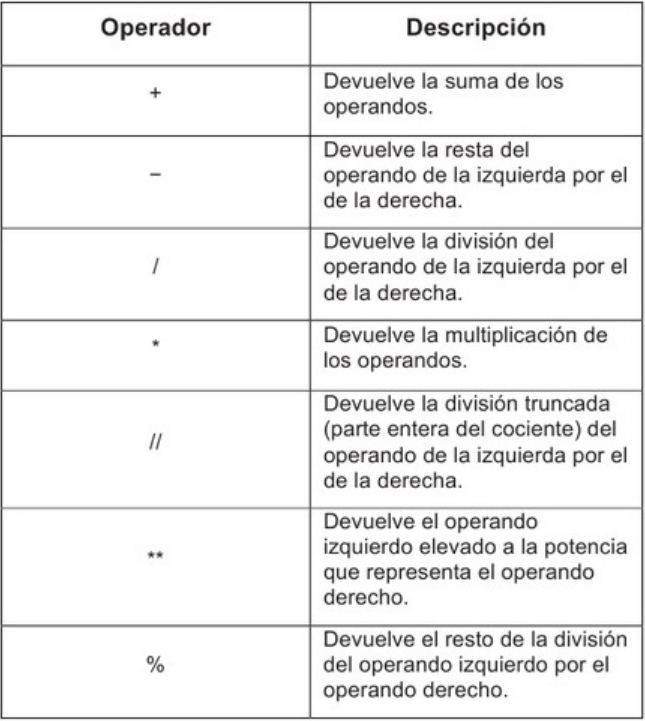 Operador
Descripción
+
Devuelve la suma de los
operandos.
–
Devuelve la resta del
operando de la izquierda por el
de la derecha.
/
Devuelve la división del
operando de la izquierda por el
de la derecha.
*
Devuelve la multiplicación de
los operandos.
//
Devuelve la división truncada
(parte entera del cociente) del
operando de la izquierda por el
de la derecha.
**
Devuelve el operando
izquierdo elevado a la potencia
que representa el operando
derecho.
%
Devuelve el resto de la división
del operando izquierdo por el
operando derecho.